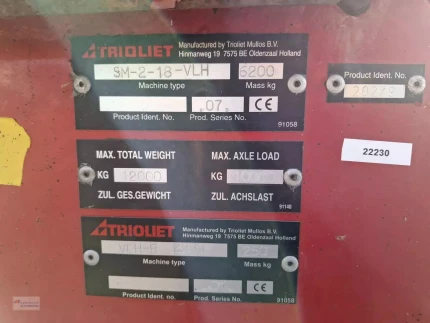 TRIOLIET
Manufactured by Trioliet Mullos B.V.
Hinmanweg 19 7575 BE Oldenzaal Holland
SM-2-18-VLH 6200
Machine type Mass kg
.07. CE
Product Ident. No. Prod. Series No.
91058
Product Ident. No.
22230
MAX. TOTAL WEIGHT MAX. AXLE LOAD
KG 12000 KG
ZUL. GES.GEWICHT ZUL. ACHSLAST
91140
TRIOLIET
Manufactured by Trioliet Mullos B.V.
Hinmanweg 19 7575 BE Oldenzaal Holland
Machine type Mass kg
CE
Product Ident. No. Prod. Series No.
91058